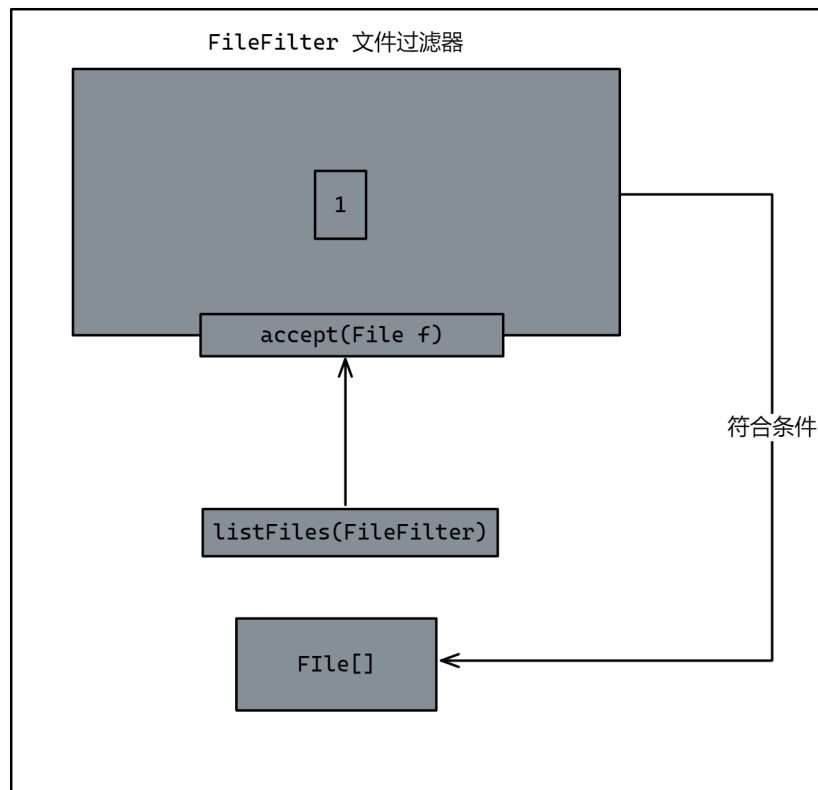 FileFilter 文件过滤器
1
accept(File f)
符合条件
listFiles(FileFilter)
FIle[]